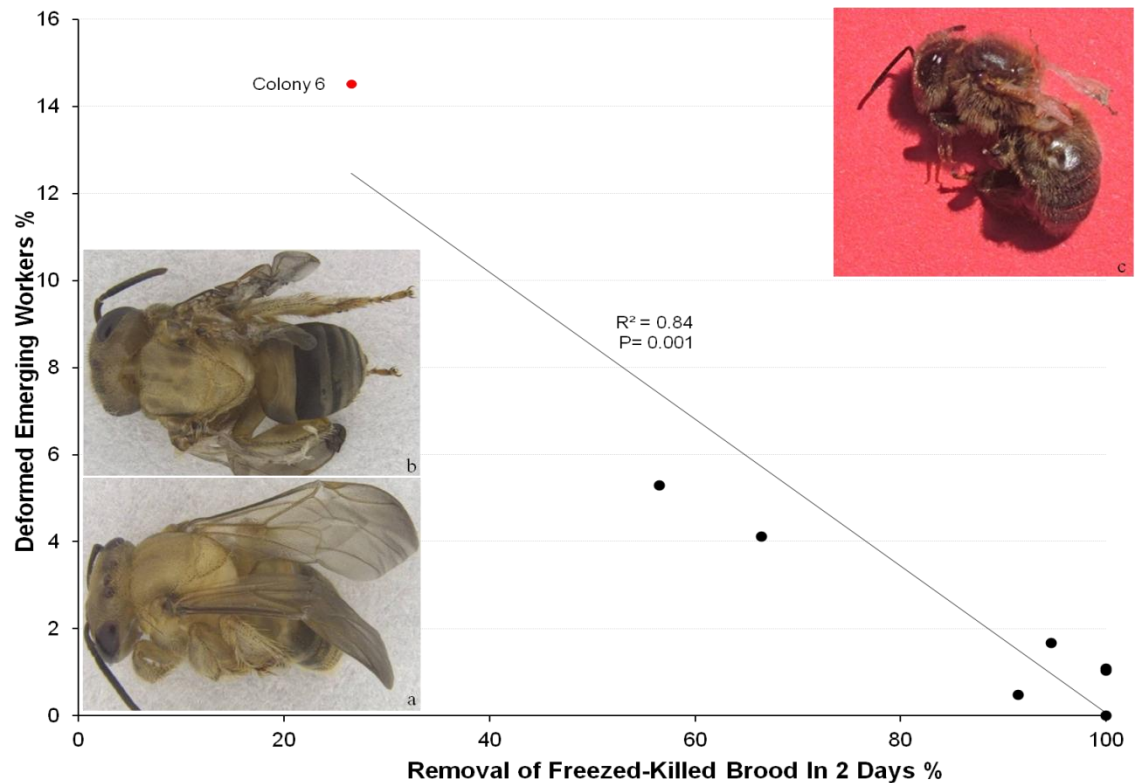 16
14
12
10
8
6
4
2
0
Deformed Emerging Workers %
Colony 6
R² = 0.84
P= 0.001
c
b
a
0 20 40 60 80 100
Removal of Freezed-Killed Brood In 2 Days %